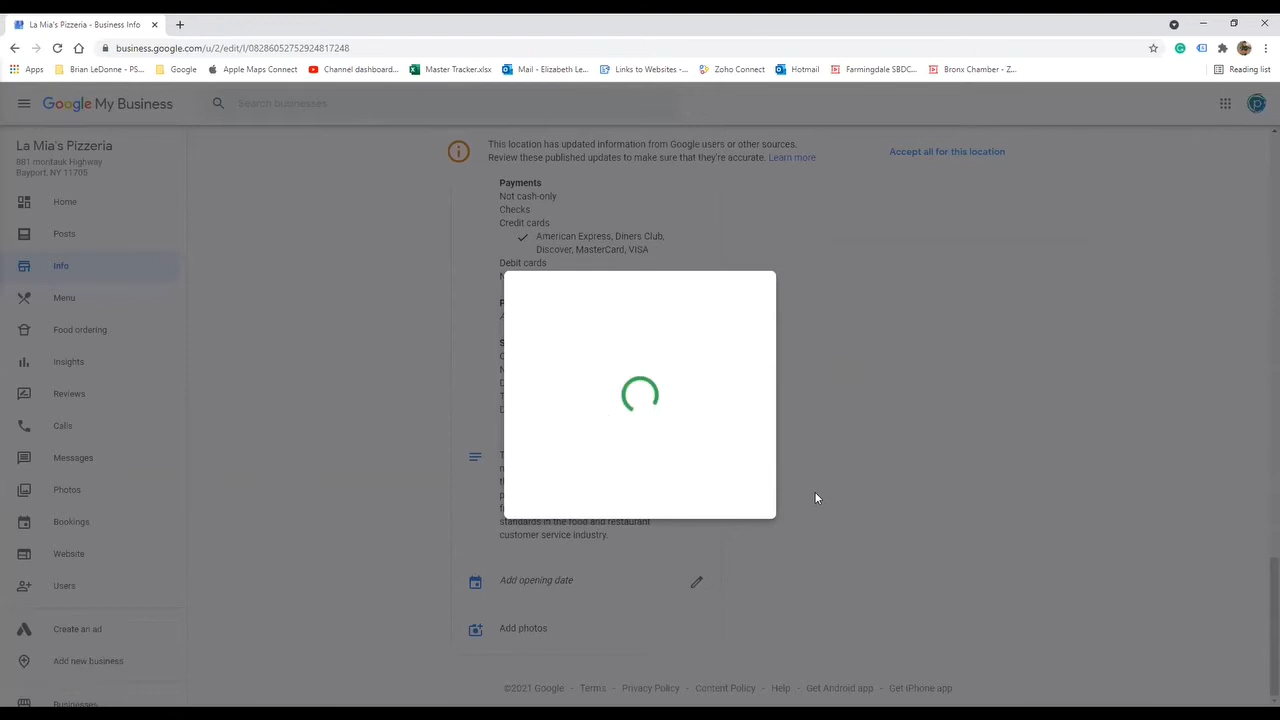 La Mia's Pizzeria - Business Info
business.google.com/u/2/edit/l/08286052752924817248
Apps
Brian LeDonne - PS...
Google
Apple Maps Connect
Channel dashboard...
Master Tracker.xlsx
Mail - Elizabeth Le...
Links to Websites -...
Zoho Connect
Hotmail
Farmingdale SBDC...
Bronx Chamber - Z...
Reading list
Google My Business
Search businesses
La Mia's Pizzeria
881 montauk Highway
Bayport, NY 11705
Home
Posts
Info
Menu
Food ordering
Insights
Reviews
Calls
Messages
Photos
Bookings
Website
Users
Create an ad
Add new business
Businesses
This location has updated information from Google users or other sources.
Review these published updates to make sure that they're accurate. Learn more
Accept all for this location
Payments
Not cash-only
Checks
Credit cards
American Express, Diners Club,
Discover, MasterCard, VISA
Debit cards
standards in the food and restaurant
customer service industry.
Add opening date
Add photos
©2021 Google - Terms - Privacy Policy - Content Policy - Help - Get Android app - Get iPhone app